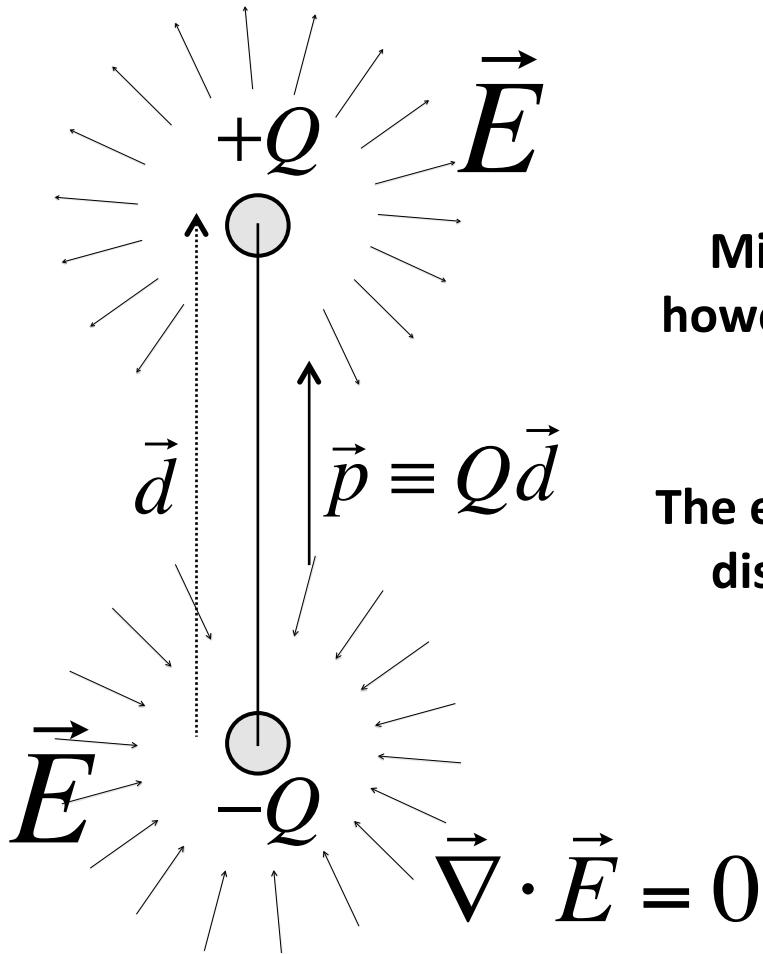 +Q
E⃗
d⃗
p⃗ ≡ Qd⃗
E⃗
−Q
∇⃗ · E⃗ = 0
Mi
howe
The e
dis